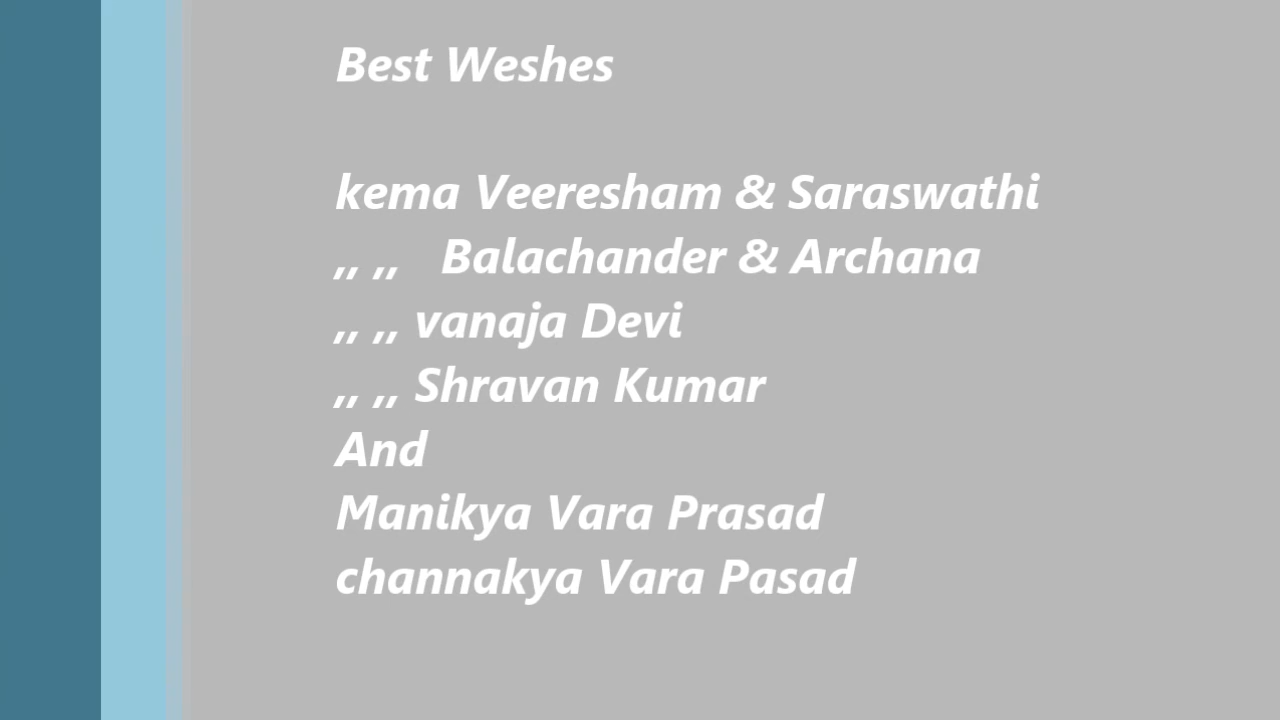 Best Weshes
kema Veeresham & Saraswathi
,, ,, Balachander & Archana
,, ,, vanaja Devi
,, ,, Shravan Kumar
And
Manikya Vara Prasad
channakya Vara Pasad